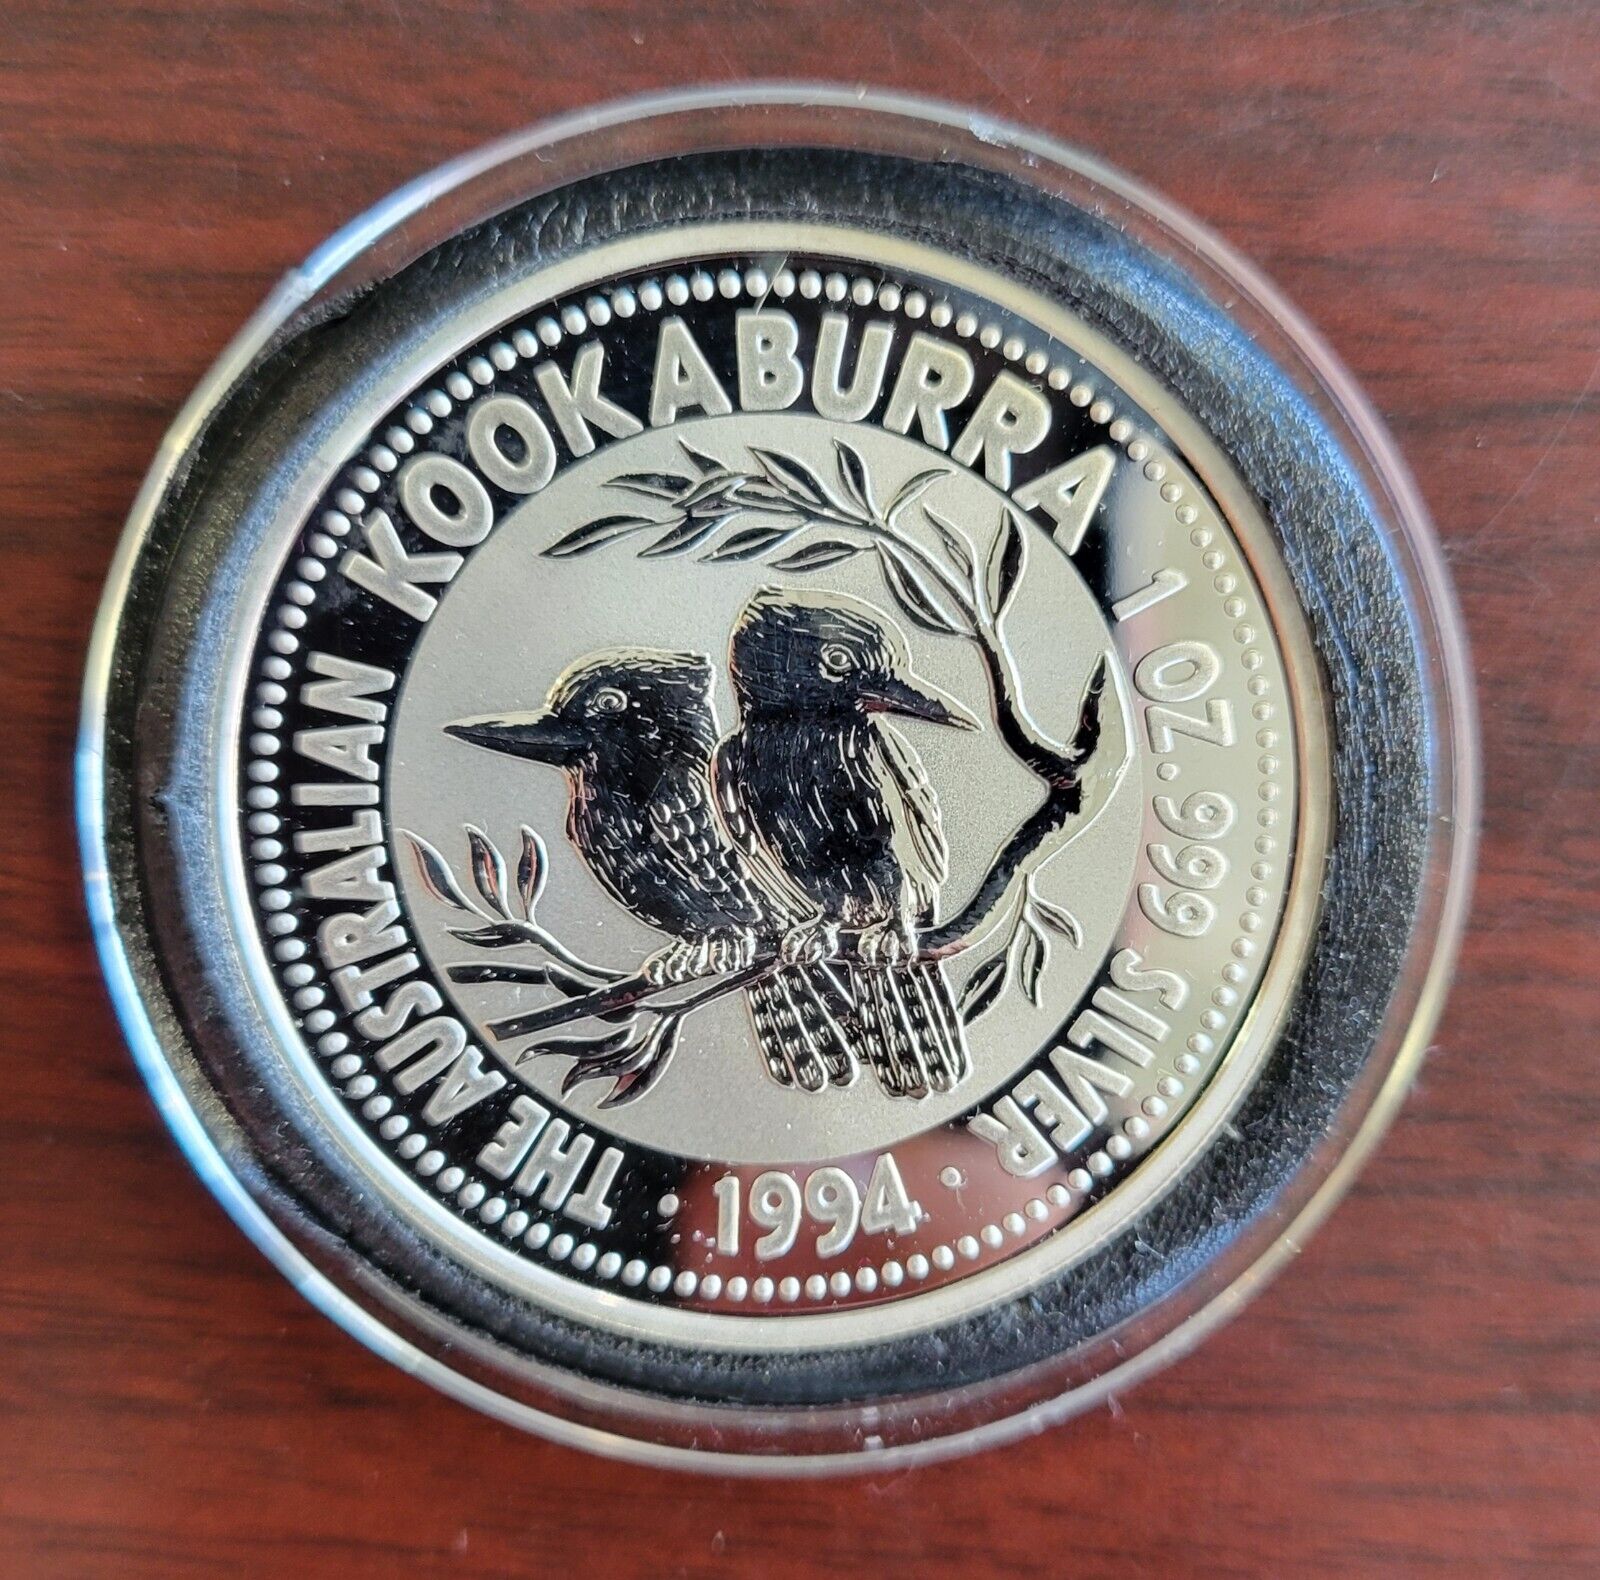 THE AUSTRALIAN KOOKABURRA 1 OZ. 999 SILVER
· 1994 ·